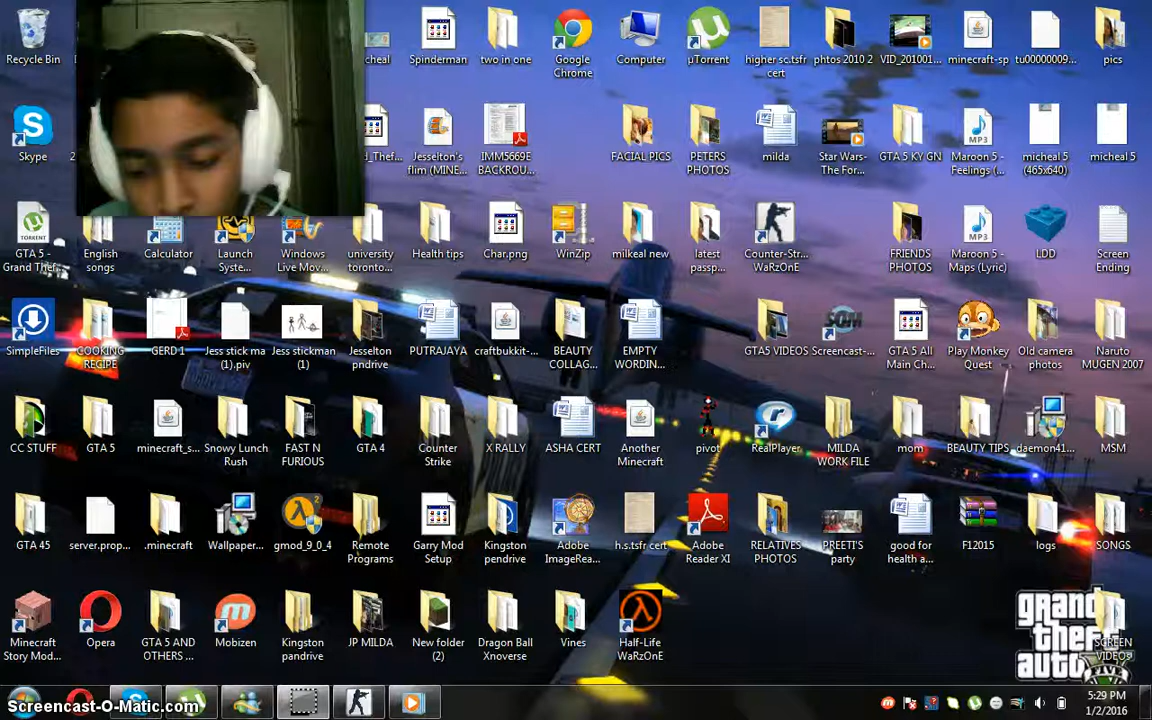 Recycle Bin
cheal
Spinderman
two in one
Google Chrome
Computer
µTorrent
higher sc.tsfr cert
phtos 2010 2
VID_201001...
minecraft-sp
tu00000009...
pics
Skype
2
d_Thef...
Jesselton's flim (MINE...
IMM5669E BACKROU...
FACIAL PICS
PETERS PHOTOS
milda
Star Wars- The For...
GTA 5 KY GN
Maroon 5 - Feelings (...
micheal 5 (465x640)
micheal 5
GTA 5 - Grand Thef...
English songs
Calculator
Launch Syste...
Windows Live Mov...
university toronto...
Health tips
Char.png
WinZip
milkeal new
latest passp...
Counter-Str... WaRzOnE
FRIENDS PHOTOS
Maroon 5 - Maps (Lyric)
LDD
Screen Ending
SimpleFiles
COOKING RECIPE
GERD 1
Jess stick ma (1).piv
Jess stickman (1)
Jesselton pndrive
PUTRAJAYA
craftbukkit-...
BEAUTY COLLAG...
EMPTY WORDIN...
GTA5 VIDEOS
Screencast-...
GTA 5 All Main Ch...
Play Monkey Quest
Old camera photos
Naruto MUGEN 2007
CC STUFF
GTA 5
minecraft_s...
Snowy Lunch Rush
FAST N FURIOUS
GTA 4
Counter Strike
X RALLY
ASHA CERT
Another Minecraft
pivot
RealPlayer
MILDA WORK FILE
mom
BEAUTY TIPS
daemon41...
MSM
GTA 45
server.prop...
.minecraft
Wallpaper...
gmod_9_0_4
Remote Programs
Garry Mod Setup
Kingston pendrive
Adobe ImageRea...
h.s.tsfr cert
Adobe Reader XI
RELATIVES PHOTOS
PREETI'S party
good for health a...
F12015
logs
SONGS
Minecraft Story Mod...
Opera
GTA 5 AND OTHERS ...
Mobizen
Kingston pandrive
JP MILDA
New folder (2)
Dragon Ball Xnoverse
Vines
Half-Life WaRzOnE
SCREEN VIDEOS
grand
theft
auto
FIVE
Screencast-O-Matic.com
5:29 PM
1/2/2016